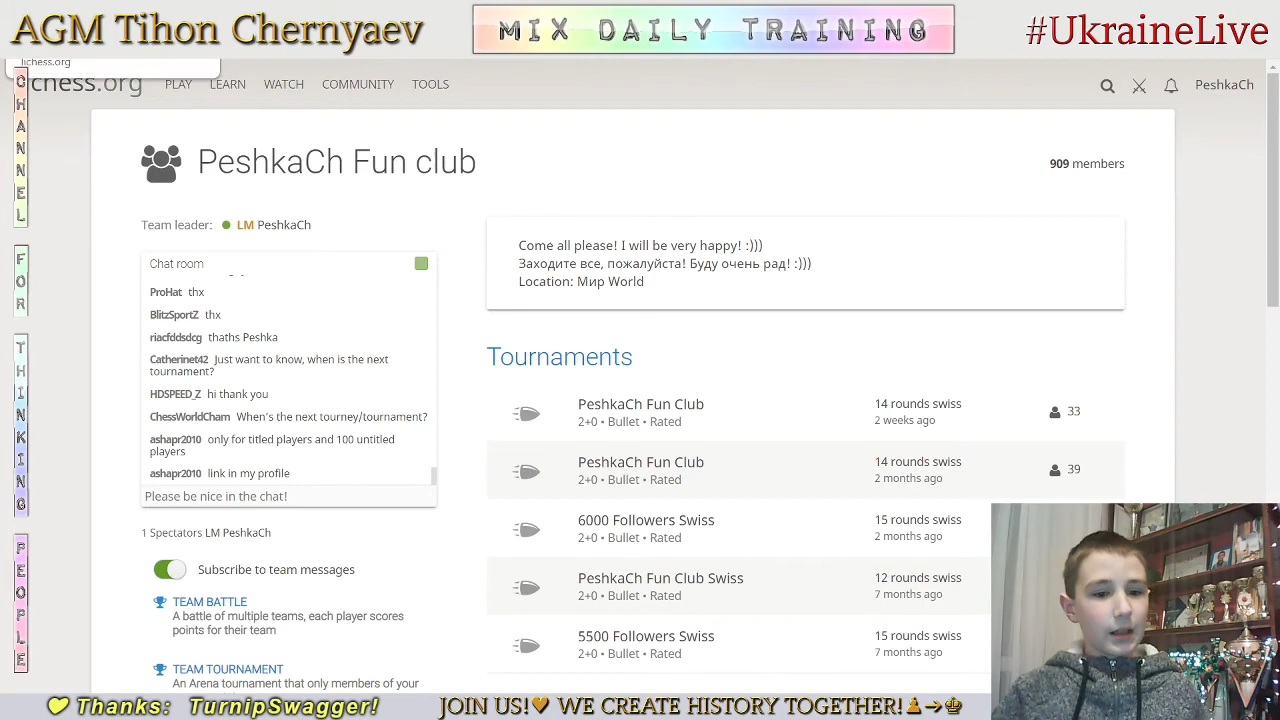 AGM Tihon Chernyaev
MIX DAILY TRAINING
#UkraineLive
lichess.org
chess.org
PLAY
LEARN
WATCH
COMMUNITY
TOOLS
PeshkaCh
CHANNEL
FOR
THINKING
PEOPLE
PeshkaCh Fun club
909 members
Team leader: LM PeshkaCh
Chat room
ProHat thx
BlitzSportZ thx
riacfddsdcg thaths Peshka
Catherinet42 Just want to know, when is the next
tournament?
HDSPEED_Z hi thank you
ChessWorldCham When's the next tourney/tournament?
ashapr2010 only for titled players and 100 untitled
players
ashapr2010 link in my profile
Please be nice in the chat!
1 Spectators LM PeshkaCh
Subscribe to team messages
TEAM BATTLE
A battle of multiple teams, each player scores
points for their team
TEAM TOURNAMENT
An Arena tournament that only members of your
Come all please! I will be very happy! :)))
Заходите все, пожалуйста! Буду очень рад! :)))
Location: Мир World
Tournaments
PeshkaCh Fun Club 14 rounds swiss 33
2+0 • Bullet • Rated 2 weeks ago
PeshkaCh Fun Club 14 rounds swiss 39
2+0 • Bullet • Rated 2 months ago
6000 Followers Swiss 15 rounds swiss
2+0 • Bullet • Rated 2 months ago
PeshkaCh Fun Club Swiss 12 rounds swiss
2+0 • Bullet • Rated 7 months ago
5500 Followers Swiss 15 rounds swiss
2+0 • Bullet • Rated 7 months ago
Thanks: TurnipSwagger!
JOIN US! WE CREATE HISTORY TOGETHER!